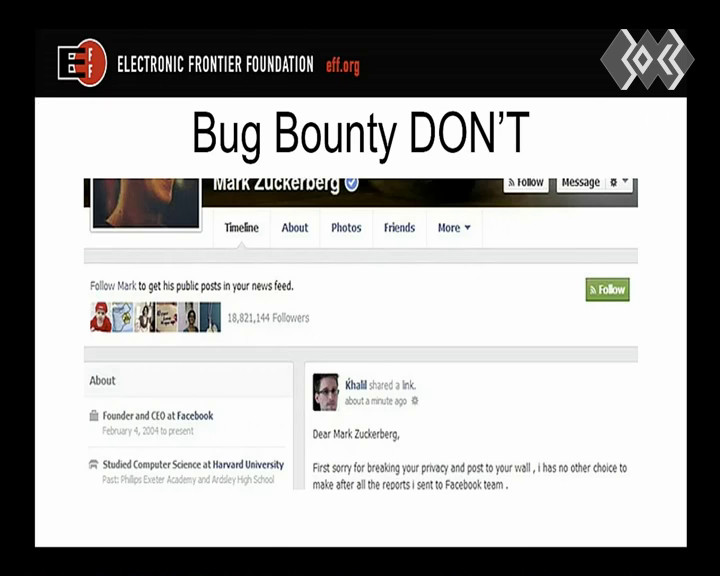 ELECTRONIC FRONTIER FOUNDATION eff.org
Bug Bounty DON'T
Mark Zuckerberg
Follow
Message
Timeline
About
Photos
Friends
More
Follow Mark to get his public posts in your news feed.
Follow
18,821,144 Followers
About
Founder and CEO at Facebook
February 4, 2004 to present
Studied Computer Science at Harvard University
Past: Philips Exeter Academy and Ardsley High School
Khalil shared a link.
about a minute ago
Dear Mark Zuckerberg,
First sorry for breaking your privacy and post to your wall , i has no other choice to
make after all the reports i sent to Facebook team .